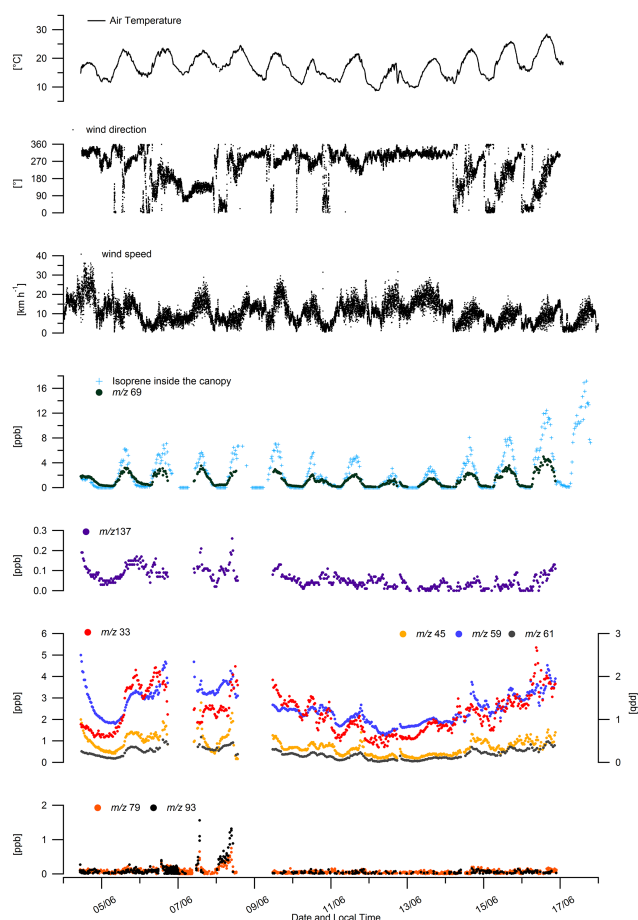 Air Temperature
30
20
10
[°C]
wind direction
360
270
180
90
0
[°]
wind speed
40
30
20
10
0
[km h⁻¹]
Isoprene inside the canopy
m/z 69
16
12
8
4
0
[ppb]
m/z137
0.3
0.2
0.1
0.0
[ppb]
m/z 33
m/z 45
m/z 59
m/z 61
6
5
4
3
2
1
0
[ppb]
3
2
1
0
[ppb]
m/z 79
m/z 93
2
1
0
[ppb]
05/06
07/06
09/06
11/06
13/06
15/06
17/06
Date and Local Time